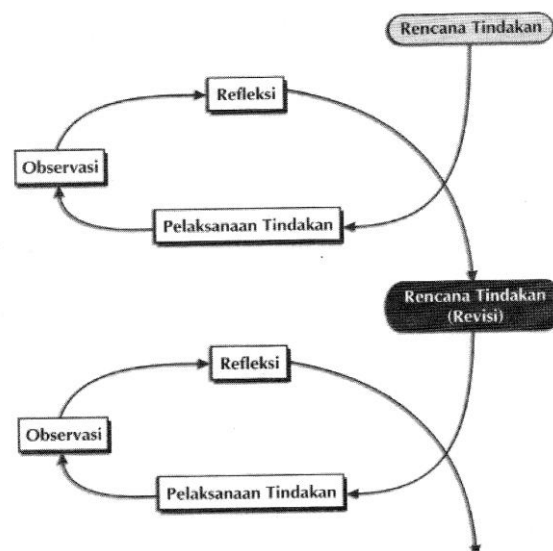 Rencana Tindakan
Refleksi
Observasi
Pelaksanaan Tindakan
Rencana Tindakan
(Revisi)
Refleksi
Observasi
Pelaksanaan Tindakan